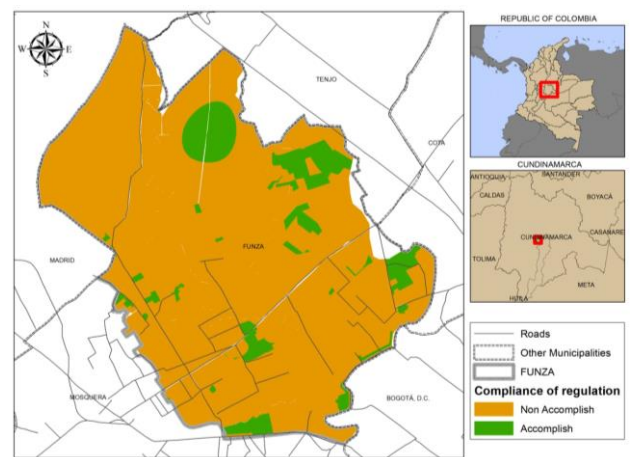 N
W E
S
TENJO
COTA
FUNZA
MADRID
MOSQUERA
BOGOTÁ, D.C.
REPUBLIC OF COLOMBIA
CUNDINAMARCA
ANTIOQUIA
SANTANDER
CALDAS
BOYACÁ
CUNDINAMARCA
CASANARE
TOLIMA
META
HUILA
Roads
Other Municipalities
FUNZA
Compliance of regulation
Non Accomplish
Accomplish